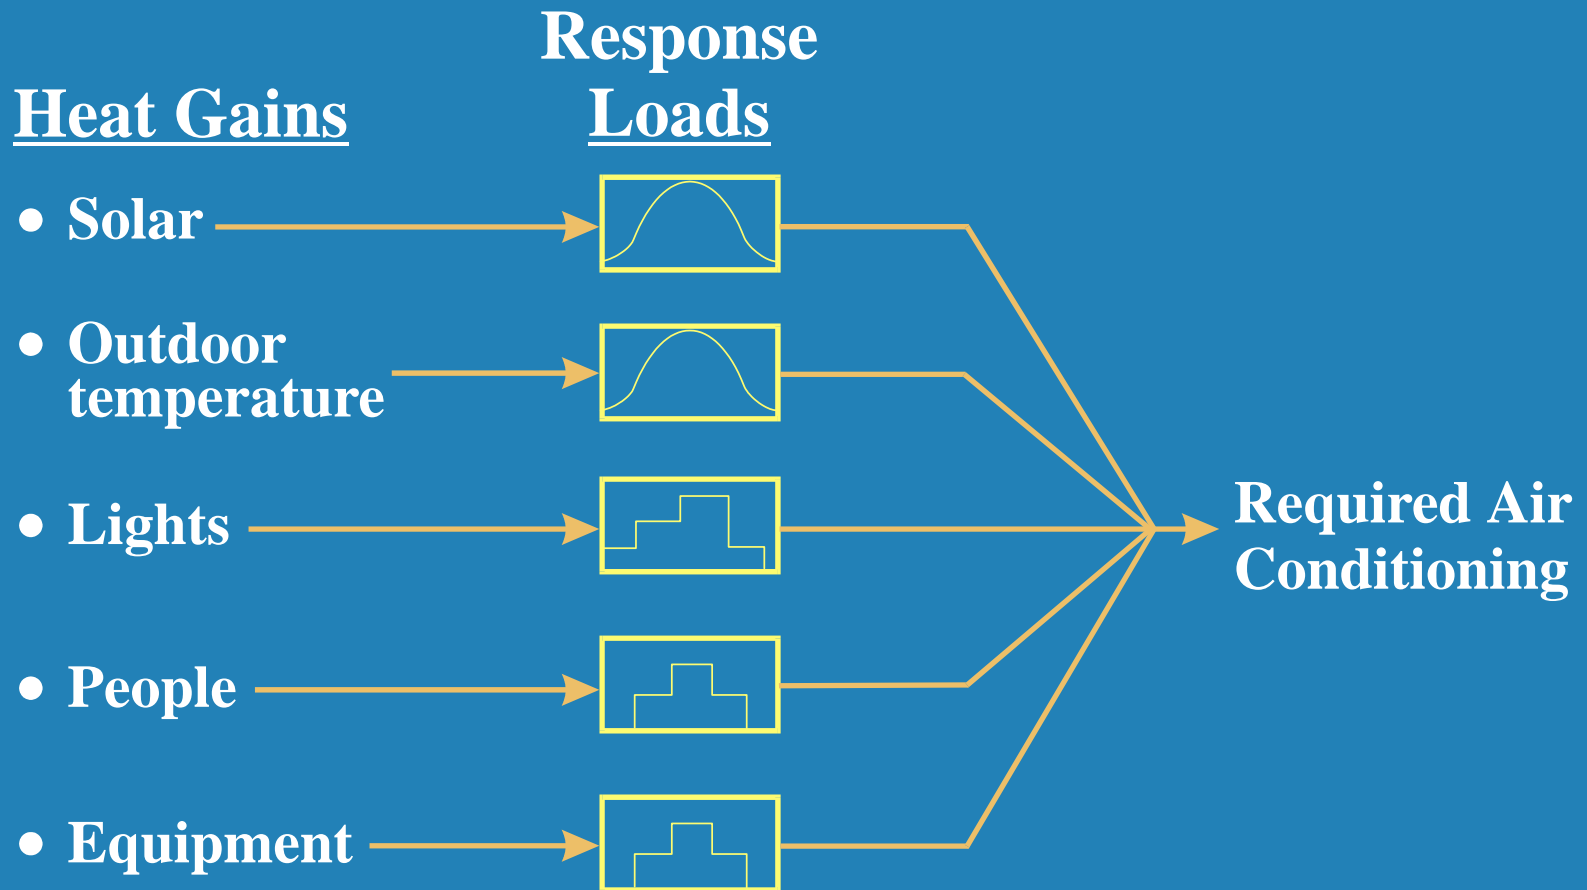 Response
Loads
Heat Gains
• Solar
• Outdoor
temperature
• Lights
• People
• Equipment
Required Air
Conditioning